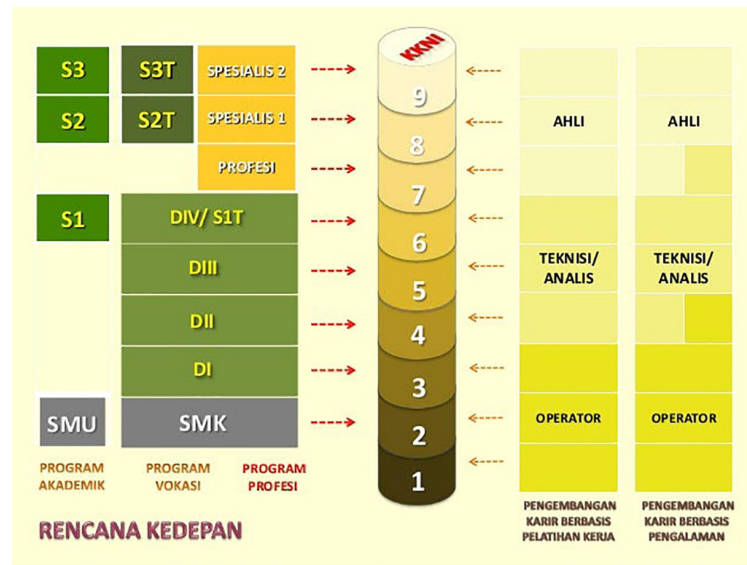 KKNI
S3
S3T
SPESIALIS 2
9
S2
S2T
SPESIALIS 1
8
AHLI
AHLI
PROFESI
7
S1
DIV/ S1T
6
DIII
5
TEKNISI/
ANALIS
TEKNISI/
ANALIS
DII
4
DI
3
SMU
SMK
2
OPERATOR
OPERATOR
1
PROGRAM
AKADEMIK
PROGRAM
VOKASI
PROGRAM
PROFESI
PENGEMBANGAN
KARIR BERBASIS
PELATIHAN KERJA
PENGEMBANGAN
KARIR BERBASIS
PENGALAMAN
RENCANA KEDEPAN